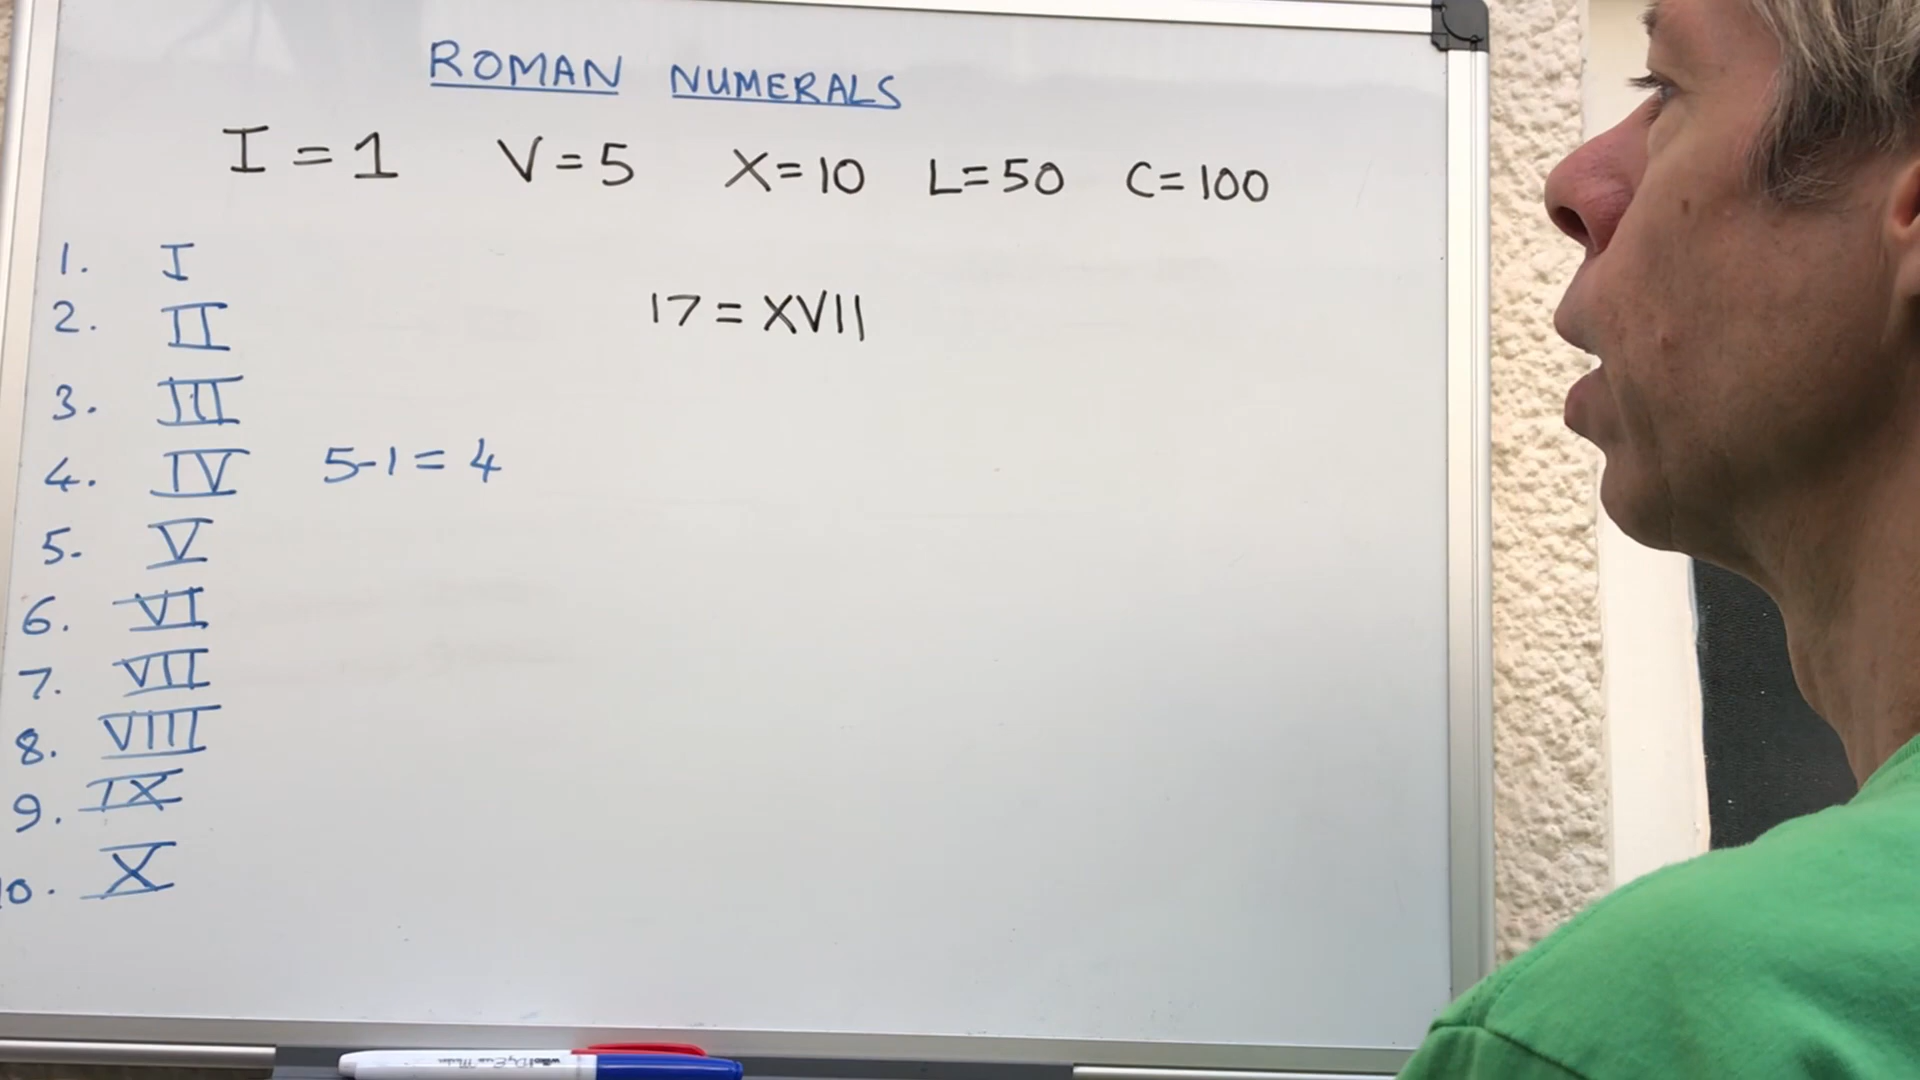 ROMAN NUMERALS
I = 1 V = 5 X = 10 L = 50 C = 100
1. I
2. II
17 = XVII
3. III
4. IV 5-1 = 4
5. V
6. VI
7. VII
8. VIII
9. IX
10. X